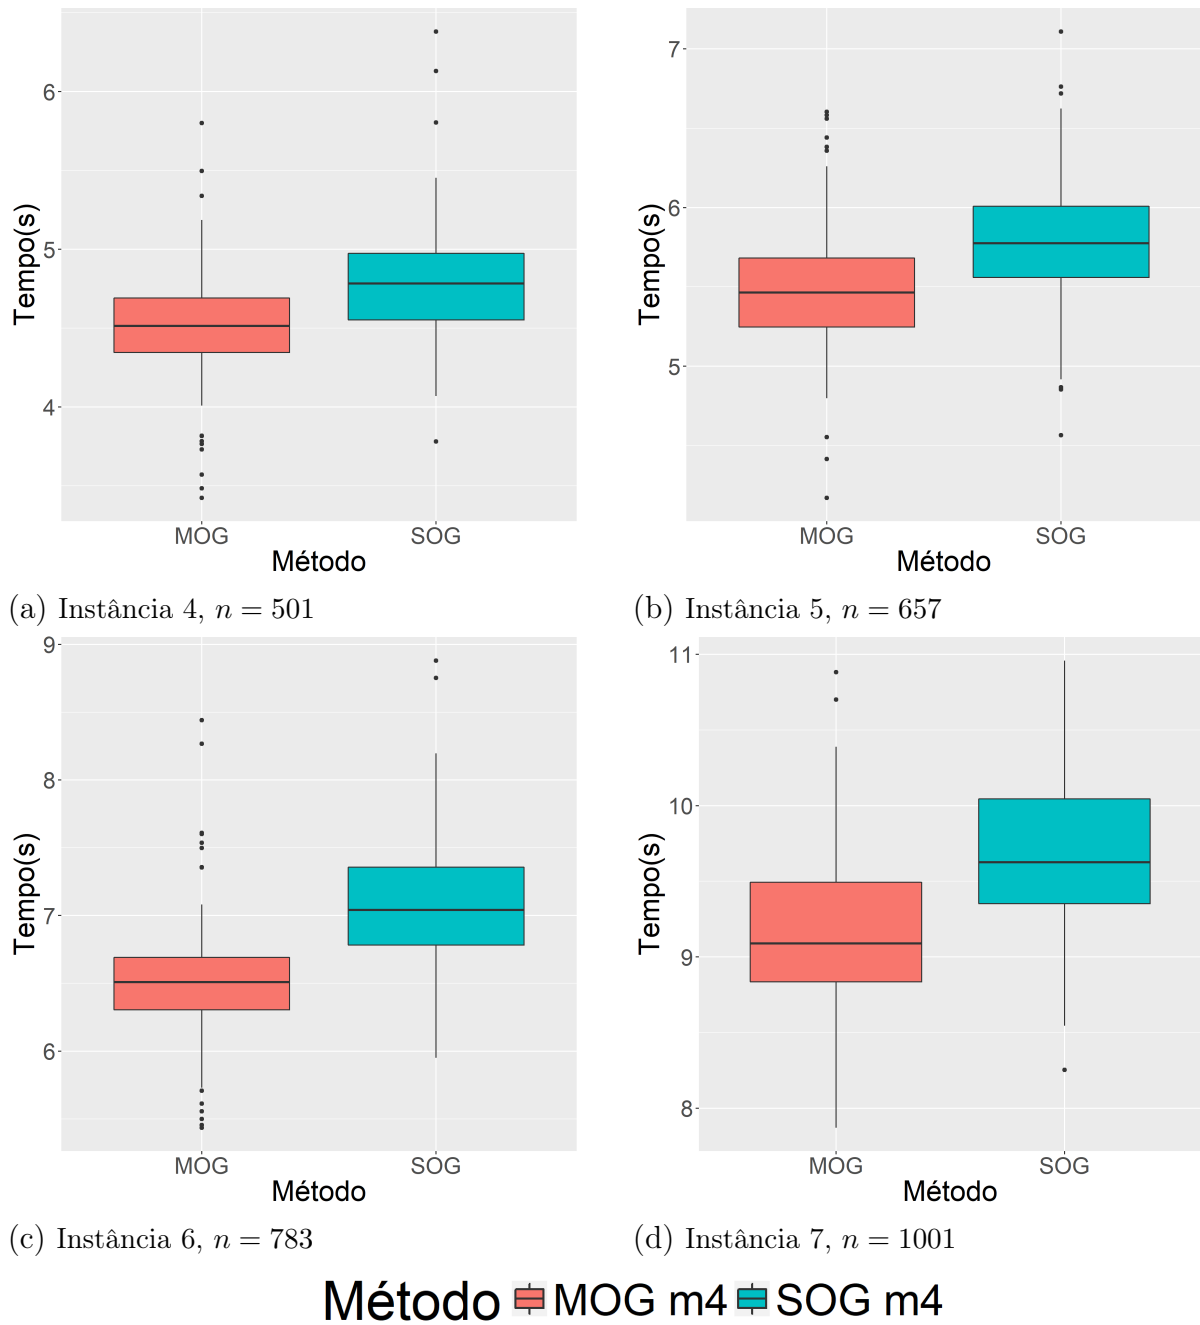 6
5
4
Tempo(s)
MOG SOG
Método
(a) Instância 4, n = 501
7
6
5
Tempo(s)
MOG SOG
Método
(b) Instância 5, n = 657
9
8
7
6
Tempo(s)
MOG SOG
Método
(c) Instância 6, n = 783
11
10
9
8
Tempo(s)
MOG SOG
Método
(d) Instância 7, n = 1001
Método MOG m4 SOG m4